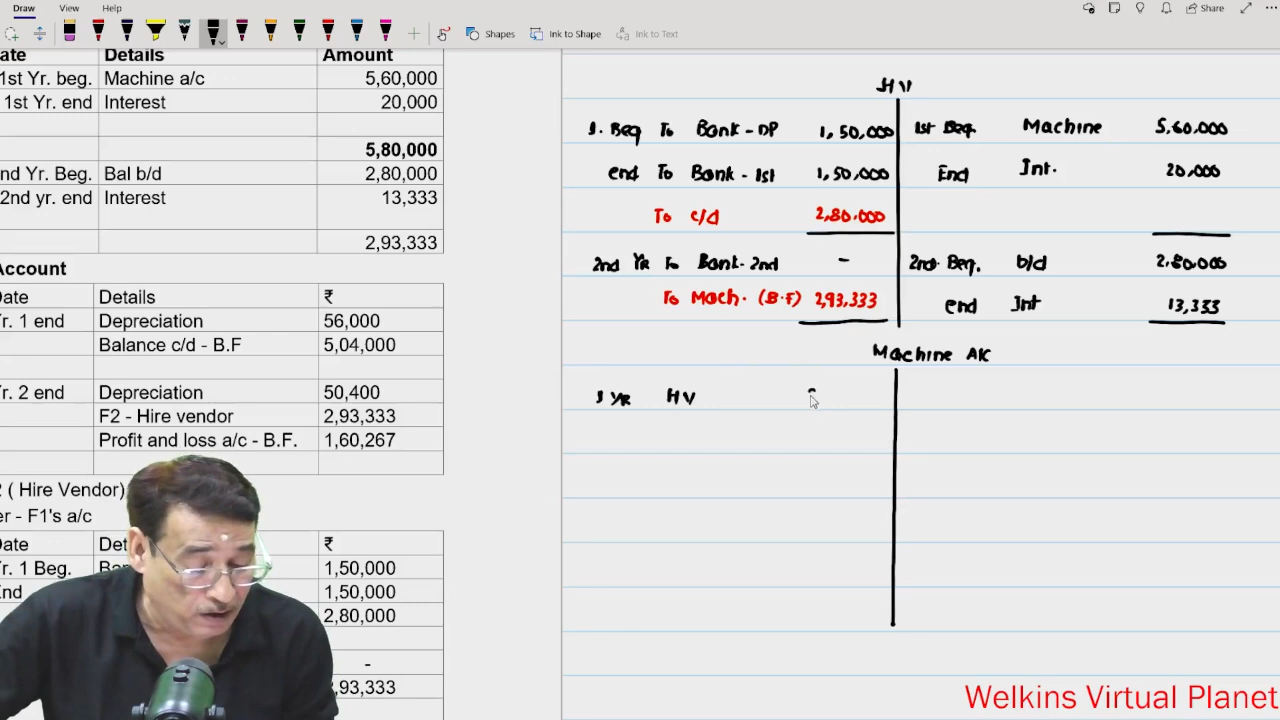 Draw View Help Share
Shapes Ink to Shape Ink to Text
ate Details Amount
1st Yr. beg. Machine a/c 5,60,000
1st Yr. end Interest 20,000
5,80,000
nd Yr. Beg. Bal b/d 2,80,000
2nd yr. end Interest 13,333
2,93,333
Account
Date Details ₹
Yr. 1 end Depreciation 56,000
Balance c/d - B.F 5,04,000
Yr. 2 end Depreciation 50,400
F2 - Hire vendor 2,93,333
Profit and loss a/c - B.F. 1,60,267
2 ( Hire Vendor)
er - F1's a/c
Date Det ₹
Yr. 1 Beg. Ban 1,50,000
End 1,50,000
2,80,000
-
,93,333
HV
1. Beg To Bank - DP 1,50,000 1st Beg. Machine 5,60,000
end To Bank - 1st 1,50,000 End Int. 20,000
To c/d 2,80,000
2nd YR To Bank - 2nd - 2nd. Beg. b/d 2,80,000
To Mach. (B.F) 2,93,333 end Int 13,333
Machine A/C
1 YR HV
Welkins Virtual Planet